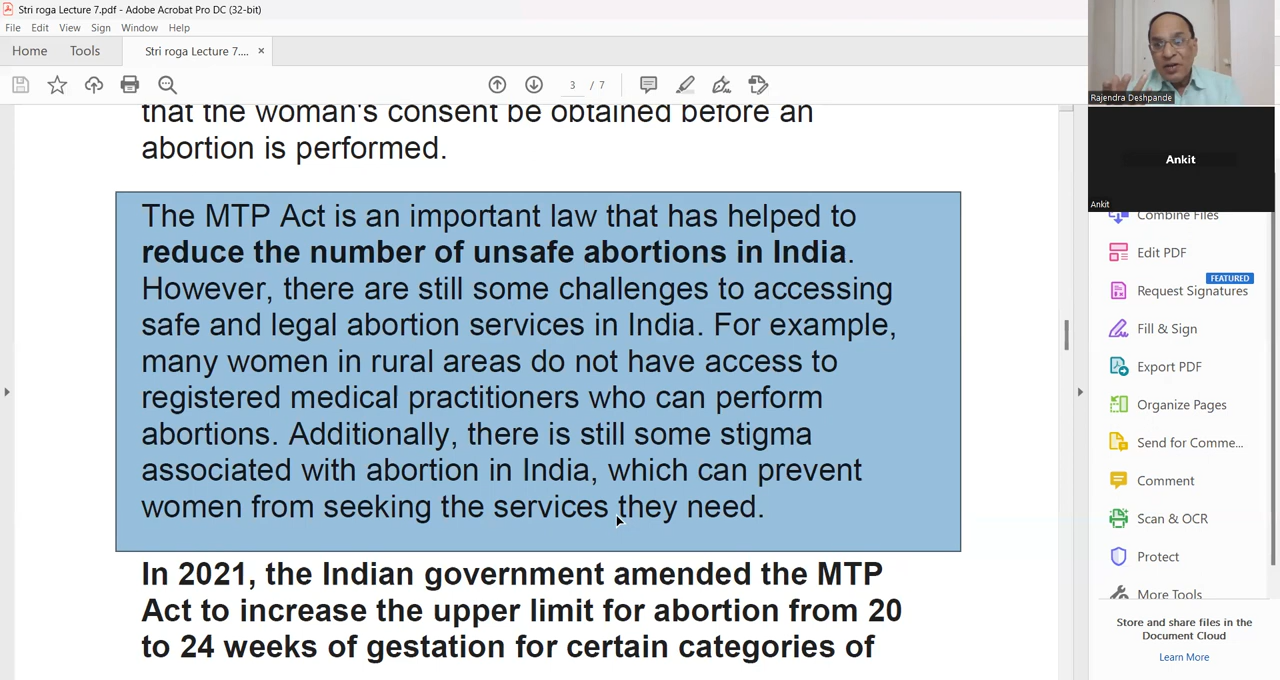 Stri roga Lecture 7.pdf - Adobe Acrobat Pro DC (32-bit)
File Edit View Sign Window Help
Home Tools Stri roga Lecture 7.... ×
3 / 7
that the woman's consent be obtained before an
abortion is performed.
The MTP Act is an important law that has helped to
reduce the number of unsafe abortions in India.
However, there are still some challenges to accessing
safe and legal abortion services in India. For example,
many women in rural areas do not have access to
registered medical practitioners who can perform
abortions. Additionally, there is still some stigma
associated with abortion in India, which can prevent
women from seeking the services they need.
In 2021, the Indian government amended the MTP
Act to increase the upper limit for abortion from 20
to 24 weeks of gestation for certain categories of
Rajendra Deshpande
Ankit
Ankit
Combine Files
Edit PDF
FEATURED
Request Signatures
Fill & Sign
Export PDF
Organize Pages
Send for Comme...
Comment
Scan & OCR
Protect
More Tools
Store and share files in the
Document Cloud
Learn More